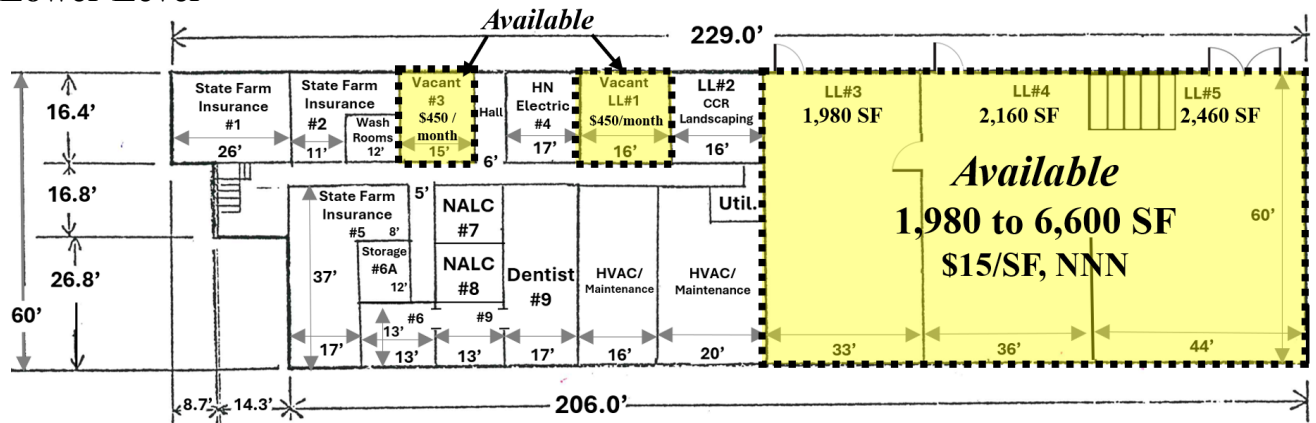 Lower Level
Available
229.0’
16.4’
16.8’
26.8’
60’
State Farm
Insurance
#1
26’
State Farm
Insurance
#2
11’
Wash
Rooms
12’
Vacant
#3
$450 /
month
15’
Hall
6’
HN
Electric
#4
17’
Vacant
LL#1
$450/month
16’
LL#2
CCR
Landscaping
16’
LL#3
1,980 SF
LL#4
2,160 SF
LL#5
2,460 SF
Available
1,980 to 6,600 SF
$15/SF, NNN
60’
33’
36’
44’
State Farm
Insurance
#5
8’
5’
37’
17’
Storage
#6A
12’
#6
13’
13’
NALC
#7
NALC
#8
#9
13’
Dentist
#9
17’
HVAC/
Maintenance
16’
HVAC/
Maintenance
20’
Util.
8.7’
14.3’
206.0’